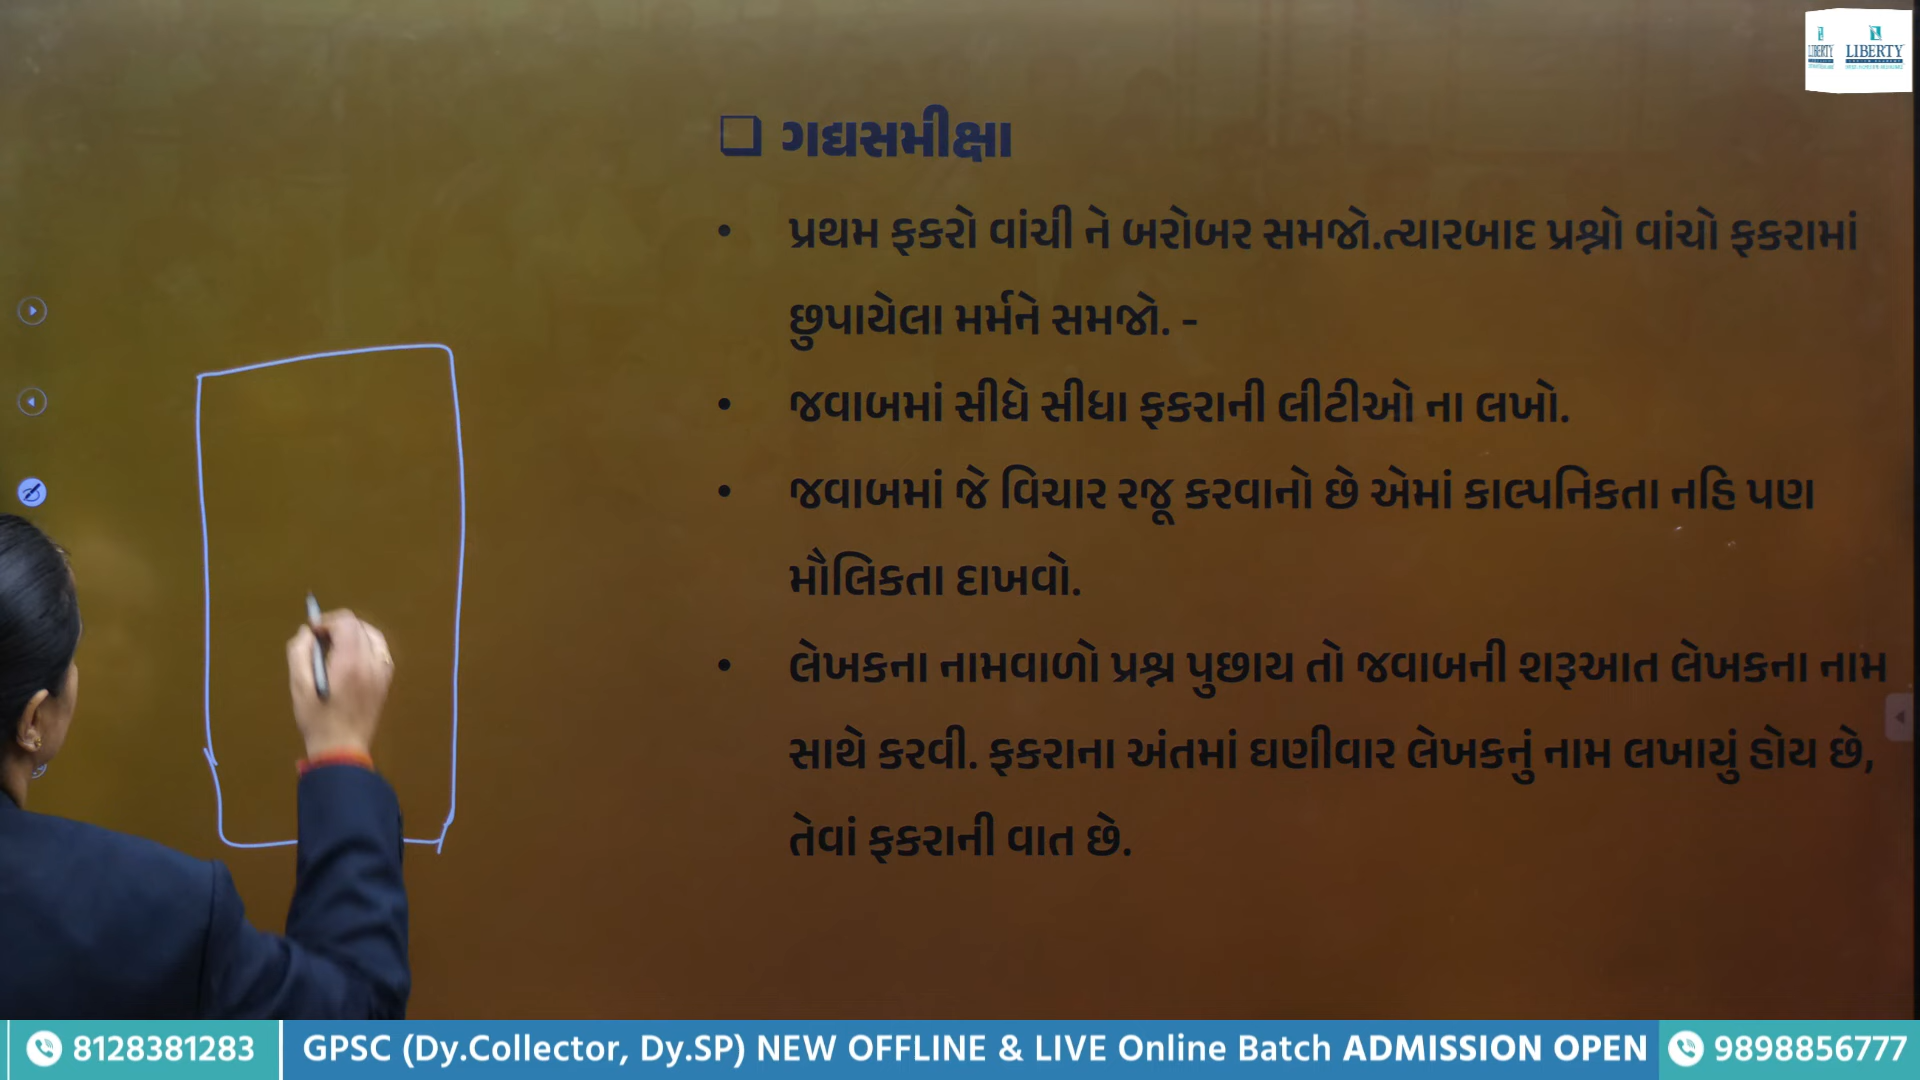 LIBERTY
LIBERTY
❑ ગદ્યસમીક્ષા
• પ્રથમ ફકરો વાંચી ને બરોબર સમજો.ત્યારબાદ પ્રશ્નો વાંચો ફકરામાં
છુપાયેલા મર્મને સમજો. -
• જવાબમાં સીધે સીધા ફકરાની લીટીઓ ના લખો.
• જવાબમાં જે વિચાર રજૂ કરવાનો છે એમાં કાલ્પનિકતા નહિ પણ
મૌલિકતા દાખવો.
• લેખકના નામવાળો પ્રશ્ન પુછાય તો જવાબની શરૂઆત લેખકના નામ
સાથે કરવી. ફકરાના અંતમાં ઘણીવાર લેખકનું નામ લખાયું હોય છે,
તેવાં ફકરાની વાત છે.
8128381283 GPSC (Dy.Collector, Dy.SP) NEW OFFLINE & LIVE Online Batch ADMISSION OPEN 9898856777